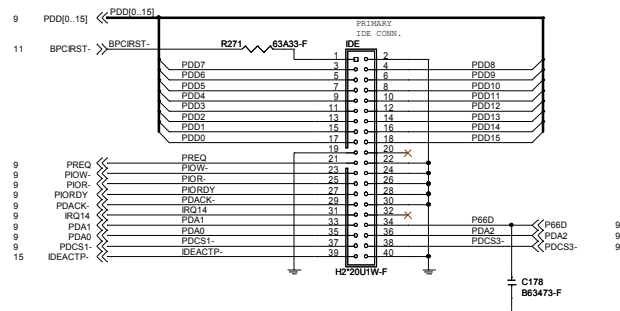 9 PDD[0..15] PDD[0..15]
PRIMARY
IDE CONN.
11 BPCIRST- BPCIRST- R271 63A33-F IDE
1 2
PDD7 3 4 PDD8
PDD6 5 6 PDD9
PDD5 7 8 PDD10
PDD4 9 10 PDD11
PDD3 11 12 PDD12
PDD2 13 14 PDD13
PDD1 15 16 PDD14
PDD0 17 18 PDD15
19 20
9 PREQ PREQ 21 22
9 PIOW- PIOW- 23 24
9 PIOR- PIOR- 25 26
9 PIORDY PIORDY 27 28
9 PDACK- PDACK- 29 30
9 IRQ14 IRQ14 31 32
9 PDA1 PDA1 33 34 P66D P66D 9
9 PDA0 PDA0 35 36 PDA2 PDA2 9
9 PDCS1- PDCS1- 37 38 PDCS3- PDCS3- 9
15 IDEACTP- IDEACTP- 39 40
H2*20U1W-F
C178
B63473-F